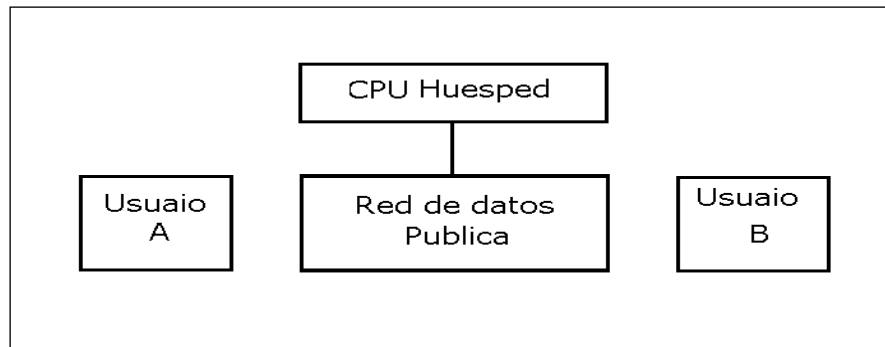 CPU Huesped
Usuaio
A
Red de datos
Publica
Usuaio
B